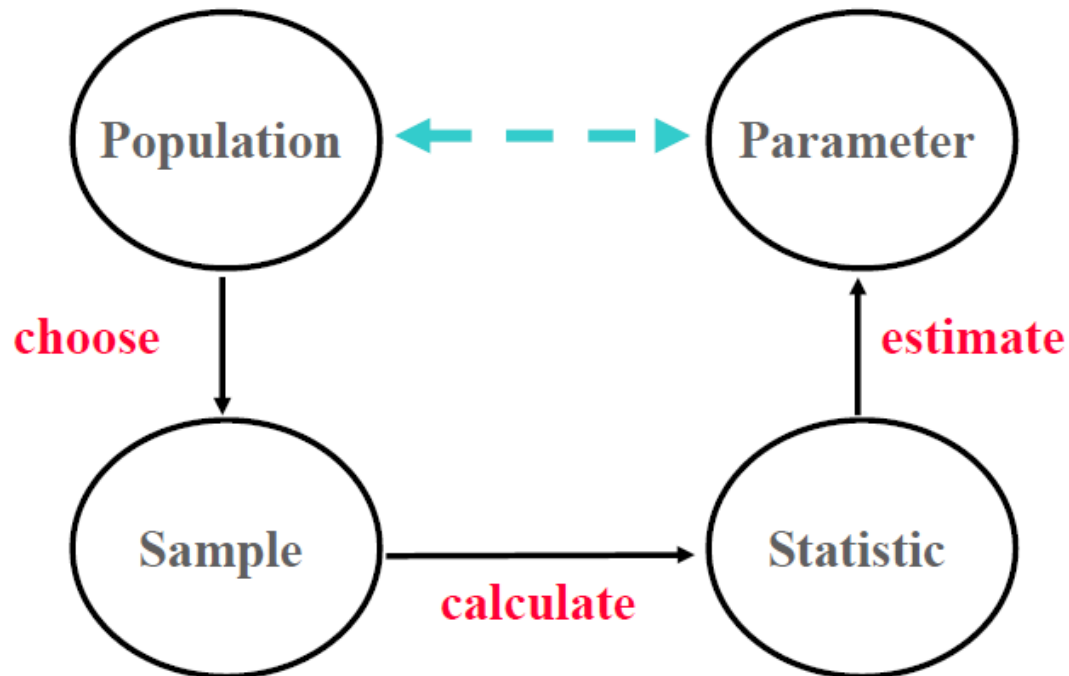 Population
Parameter
choose
estimate
Sample
Statistic
calculate